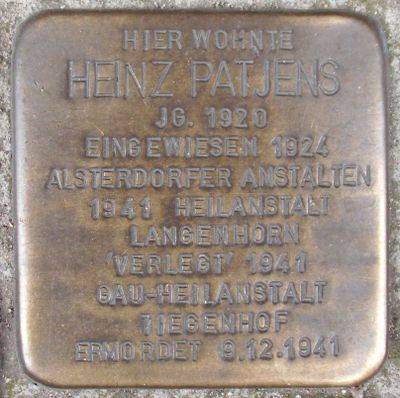 HIER WOHNTE
HEINZ PATJENS
JG. 1920
EINGEWIESEN 1924
ALSTERDORFER ANSTALTEN
1941 HEILANSTALT
LANGENHORN
'VERLEGT' 1941
GAU-HEILANSTALT
TIEGENHOF
ERMORDET 9.12.1941